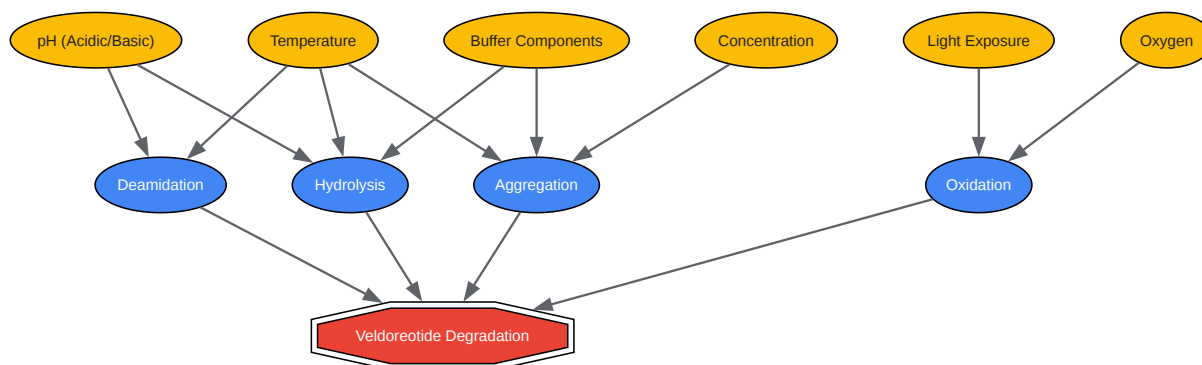 pH (Acidic/Basic)
Temperature
Buffer Components
Concentration
Light Exposure
Oxygen
Deamidation
Hydrolysis
Aggregation
Oxidation
Veldoreotide Degradation